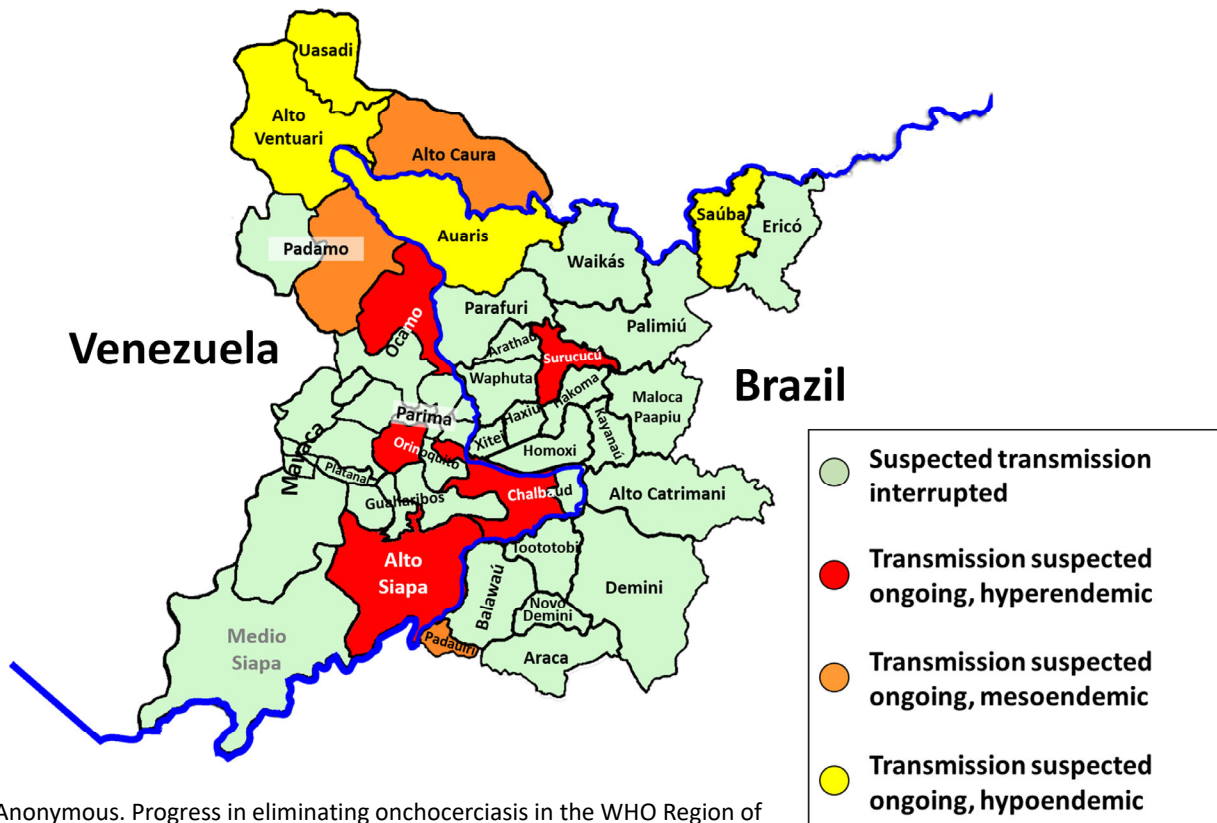 Uasadi
Alto
Ventuari
Alto Caura
Saúba
Ericó
Auaris
Padamo
Waikás
Parafuri
Palimiú
Ocamo
Venezuela
Arathau
Surucucú
Brazil
Waphuta
Hakoma
Maloca
Paapiu
Parima
Haxiu
Kayanaú
Xitei
Homoxi
Orinoquito
Mavaca
Platanal
Guaharibos
Chalbaud
Alto Catrimani
Alto
Siapa
Toototobi
Balawaú
Demini
Novo
Demini
Medio
Siapa
Padauiri
Araca
Suspected transmission
interrupted
Transmission suspected
ongoing, hyperendemic
Transmission suspected
ongoing, mesoendemic
Transmission suspected
ongoing, hypoendemic
Anonymous. Progress in eliminating onchocerciasis in the WHO Region of